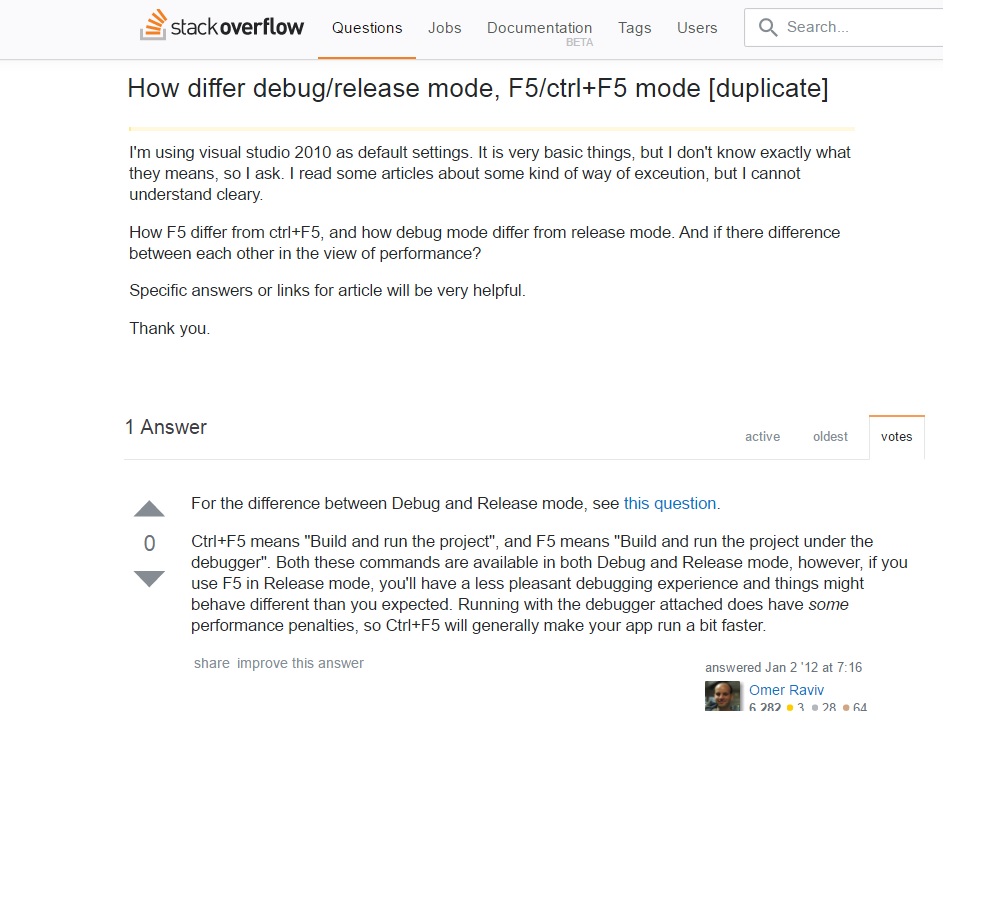 stackoverflow Questions Jobs Documentation Tags Users Search...
BETA
How differ debug/release mode, F5/ctrl+F5 mode [duplicate]
I'm using visual studio 2010 as default settings. It is very basic things, but I don't know exactly what
they means, so I ask. I read some articles about some kind of way of exceution, but I cannot
understand cleary.
How F5 differ from ctrl+F5, and how debug mode differ from release mode. And if there difference
between each other in the view of performance?
Specific answers or links for article will be very helpful.
Thank you.
1 Answer
active oldest votes
For the difference between Debug and Release mode, see this question.
0
Ctrl+F5 means "Build and run the project", and F5 means "Build and run the project under the
debugger". Both these commands are available in both Debug and Release mode, however, if you
use F5 in Release mode, you'll have a less pleasant debugging experience and things might
behave different than you expected. Running with the debugger attached does have some
performance penalties, so Ctrl+F5 will generally make your app run a bit faster.
share improve this answer
answered Jan 2 '12 at 7:16
Omer Raviv
6,282 3 28 64